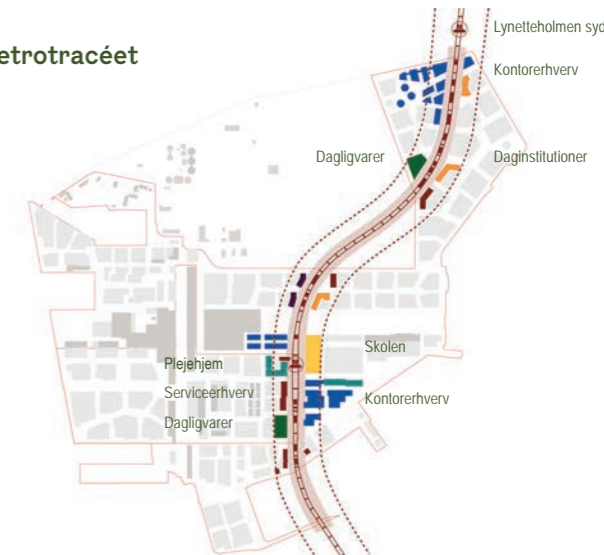 etrotracéet
Lynetteholmen syd
Kontorerhverv
Dagligvarer
Daginstitutioner
Skolen
Plejehjem
Serviceerhverv
Kontorerhverv
Dagligvarer